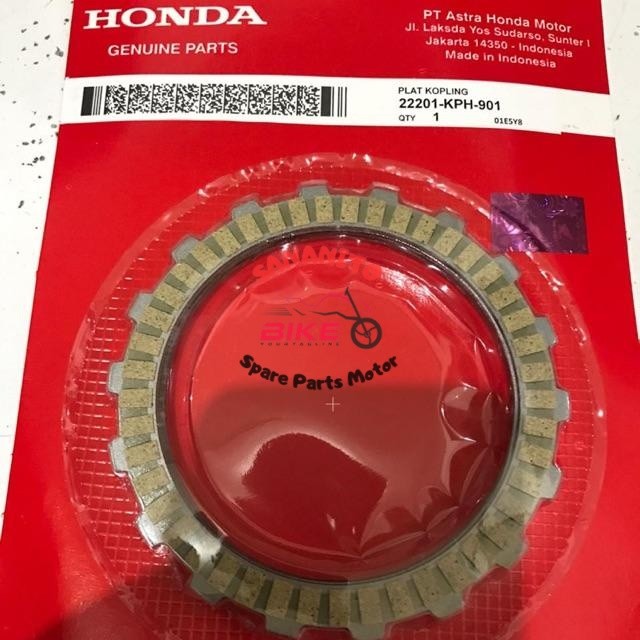 HONDA
GENUINE PARTS
PT Astra Honda Motor
Jl. Laksda Yos Sudarso, Sunter I
Jakarta 14350 - Indonesia
Made in Indonesia
PLAT KOPLING
22201-KPH-901
QTY 1 01E5Y8
BIKE
Spare Parts Motor